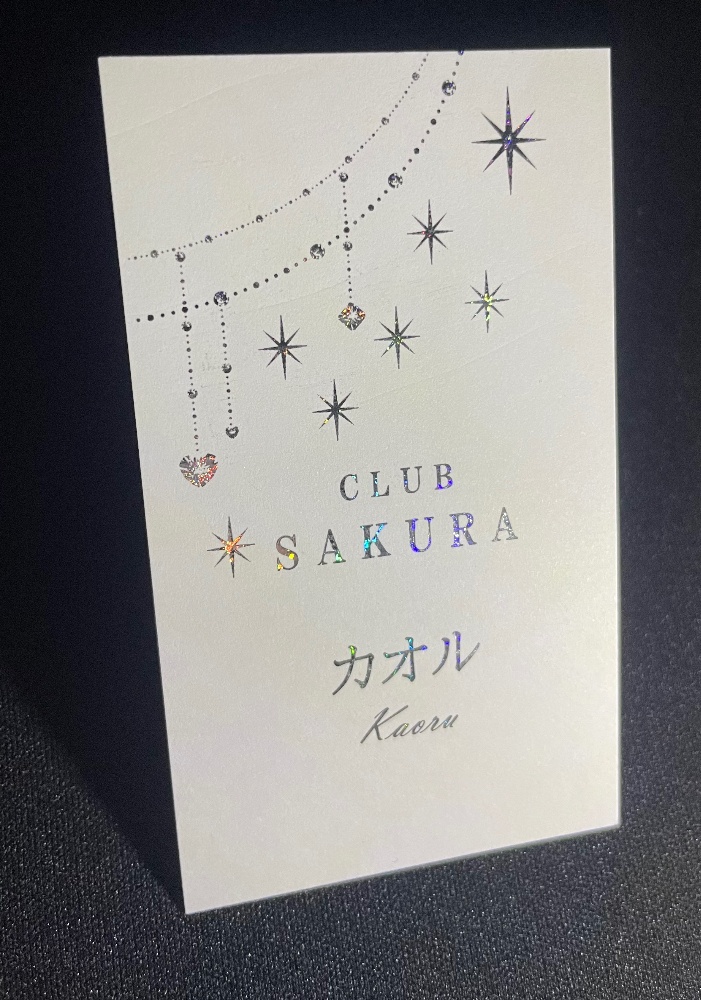 CLUB
SAKURA
カオル
Kaoru